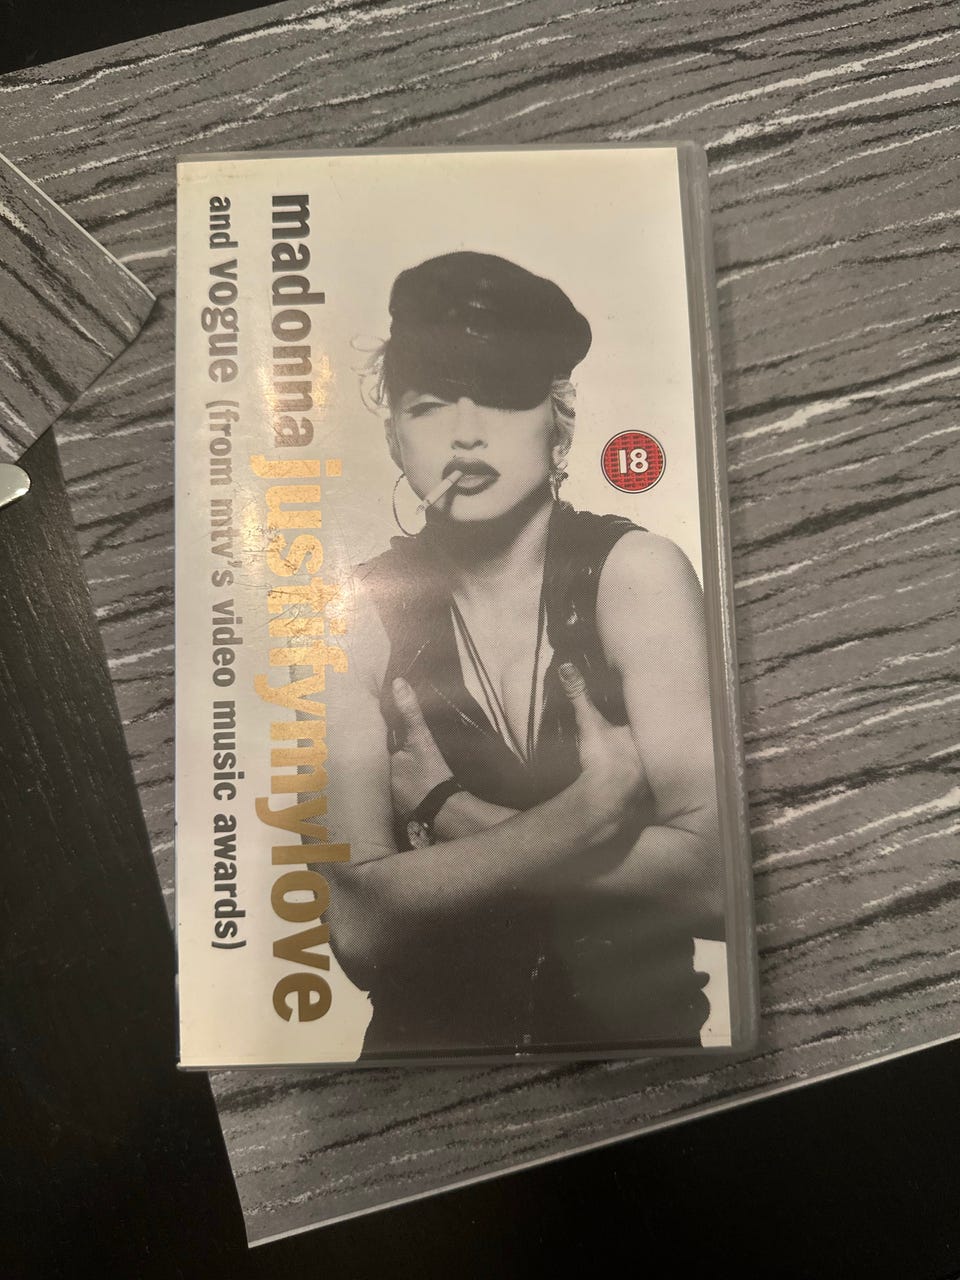 madonna justifymylove
and vogue (from mtv's video music awards)
18